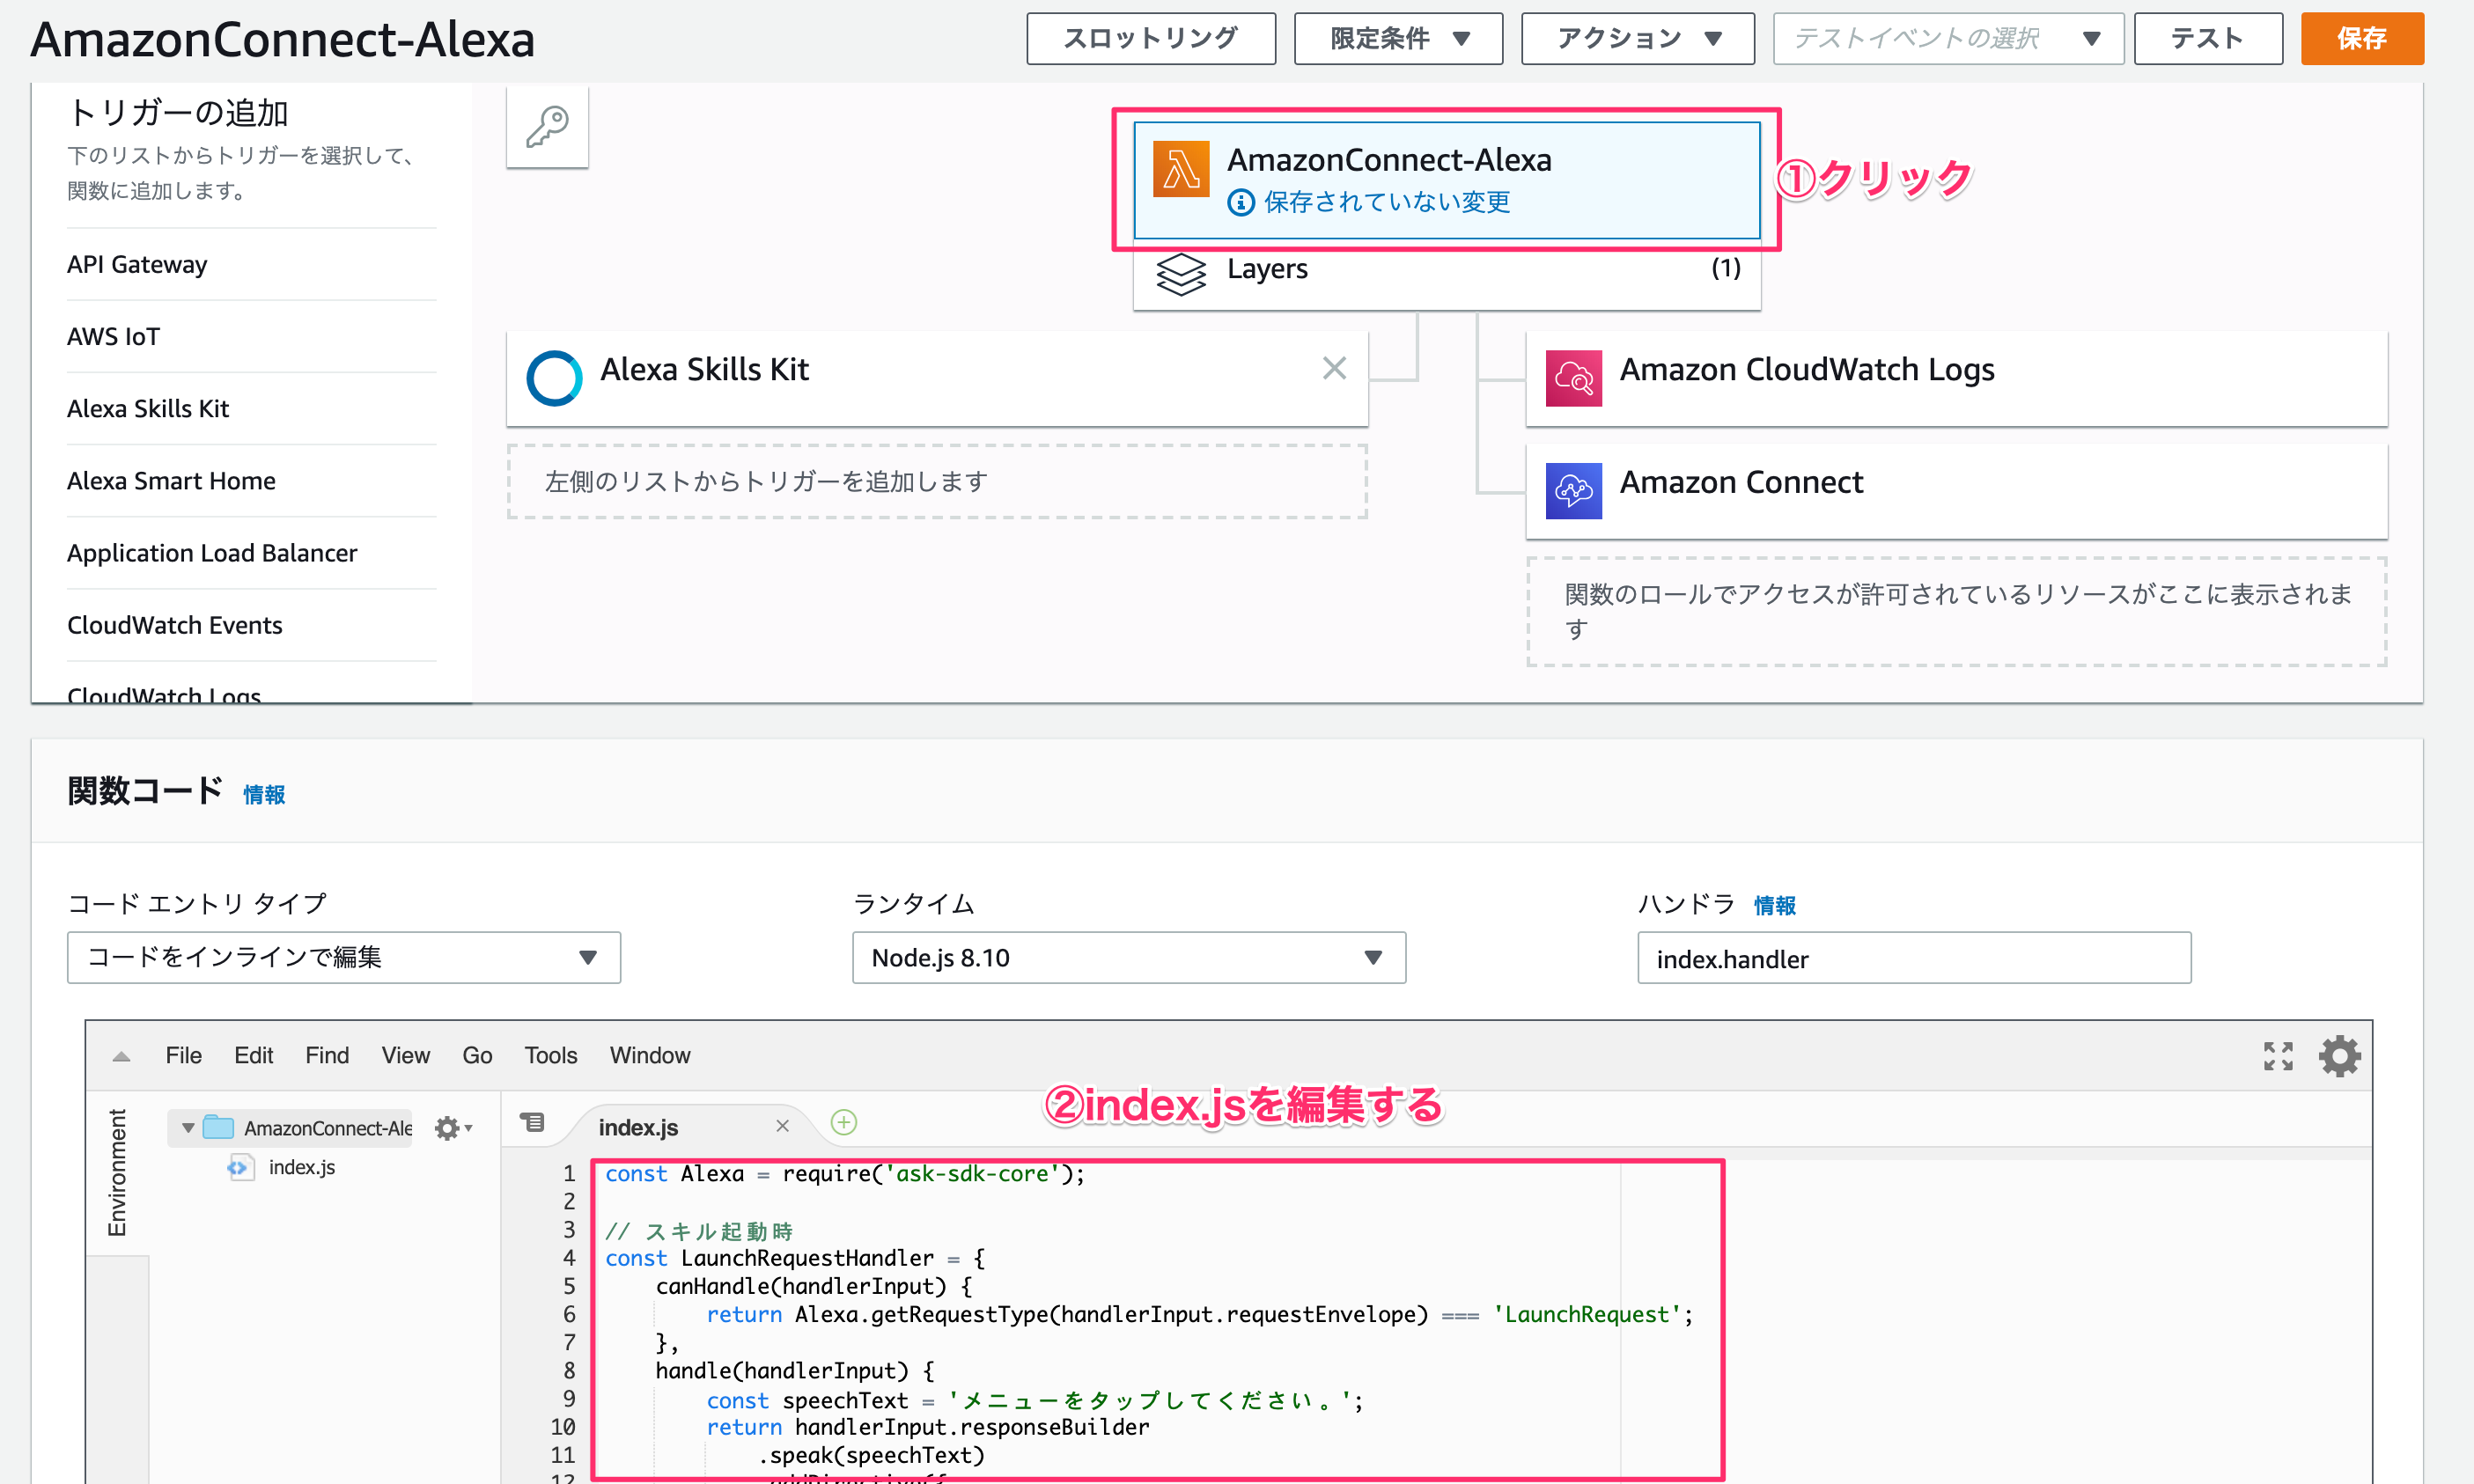 AmazonConnect-Alexa
スロットリング
限定条件
アクション
テストイベントの選択
テスト
保存
トリガーの追加
下のリストからトリガーを選択して、
関数に追加します。
API Gateway
AWS IoT
Alexa Skills Kit
Alexa Smart Home
Application Load Balancer
CloudWatch Events
CloudWatch Logs
AmazonConnect-Alexa
保存されていない変更
①クリック
Layers
(1)
Alexa Skills Kit
左側のリストからトリガーを追加します
Amazon CloudWatch Logs
Amazon Connect
関数のロールでアクセスが許可されているリソースがここに表示されま
す
関数コード 情報
コード エントリ タイプ
コードをインラインで編集
ランタイム
Node.js 8.10
ハンドラ 情報
index.handler
File Edit Find View Go Tools Window
②index.jsを編集する
Environment
AmazonConnect-Ale
index.js
index.js
1 const Alexa = require('ask-sdk-core');
2
3 // スキル起動時
4 const LaunchRequestHandler = {
5 canHandle(handlerInput) {
6 return Alexa.getRequestType(handlerInput.requestEnvelope) === 'LaunchRequest';
7 },
8 handle(handlerInput) {
9 const speechText = 'メニューをタップしてください。';
10 return handlerInput.responseBuilder
11 .speak(speechText)
12 .addDirective({